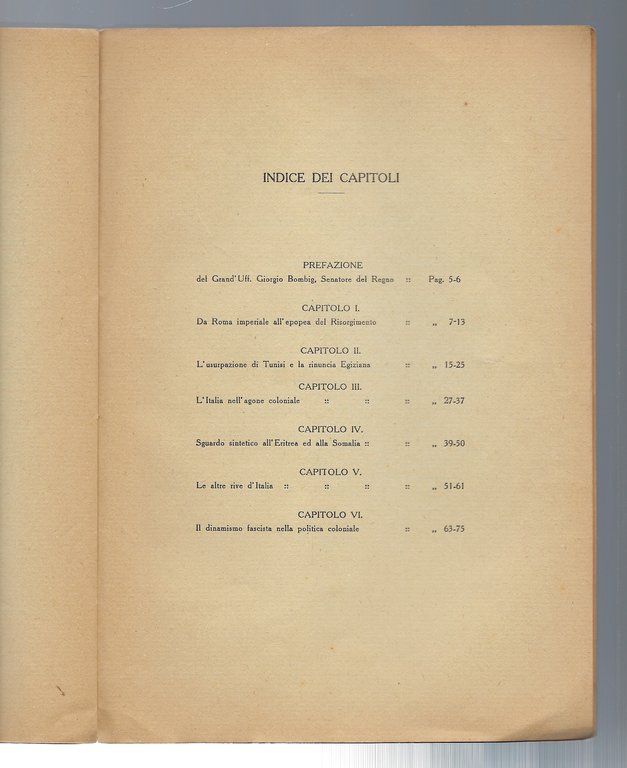 INDICE DEI CAPITOLI
PREFAZIONE
del Grand'Uff. Giorgio Bombig, Senatore del Regno :: Pag. 5-6
CAPITOLO I.
Da Roma imperiale all'epopea del Risorgimento :: „ 7-13
CAPITOLO II.
L'usurpazione di Tunisi e la rinuncia Egiziana :: „ 15-25
CAPITOLO III.
L'Italia nell'agone coloniale :: :: :: „ 27-37
CAPITOLO IV.
Sguardo sintetico all'Eritrea ed alla Somalia :: :: „ 39-50
CAPITOLO V.
Le altre rive d'Italia :: :: :: :: „ 51-61
CAPITOLO VI.
Il dinamismo fascista nella politica coloniale :: „ 63-75